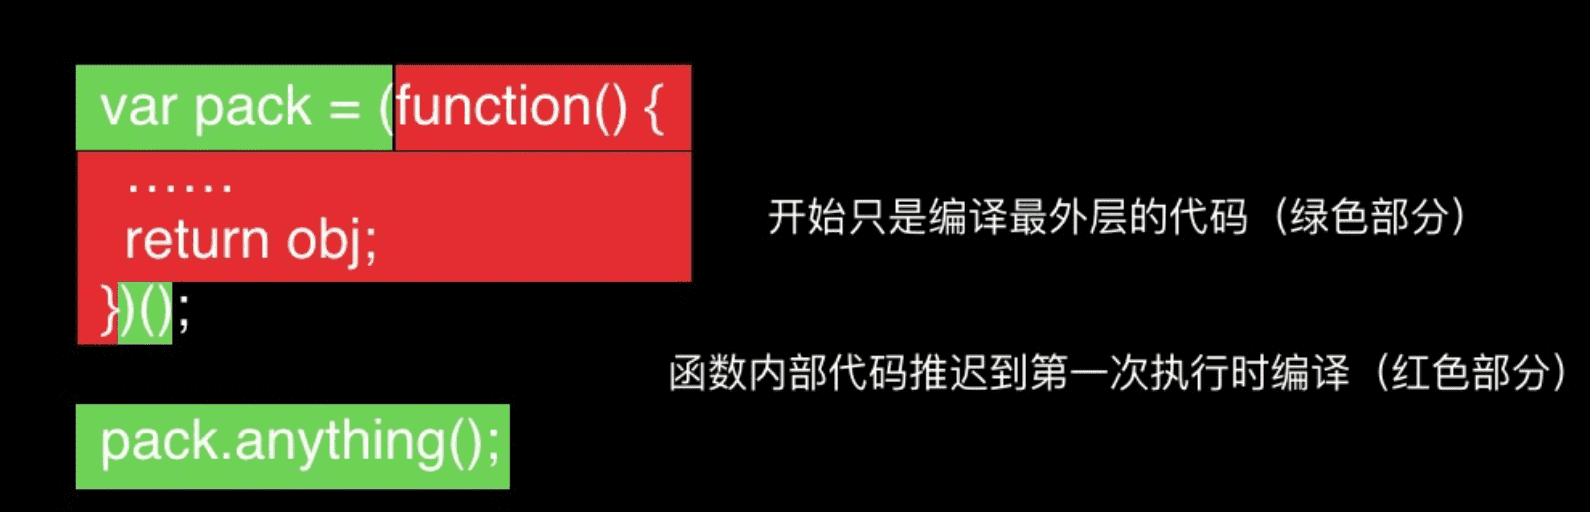 var pack = (function() {
……
return obj;
})();
开始只是编译最外层的代码（绿色部分）
函数内部代码推迟到第一次执行时编译（红色部分）
pack.anything();